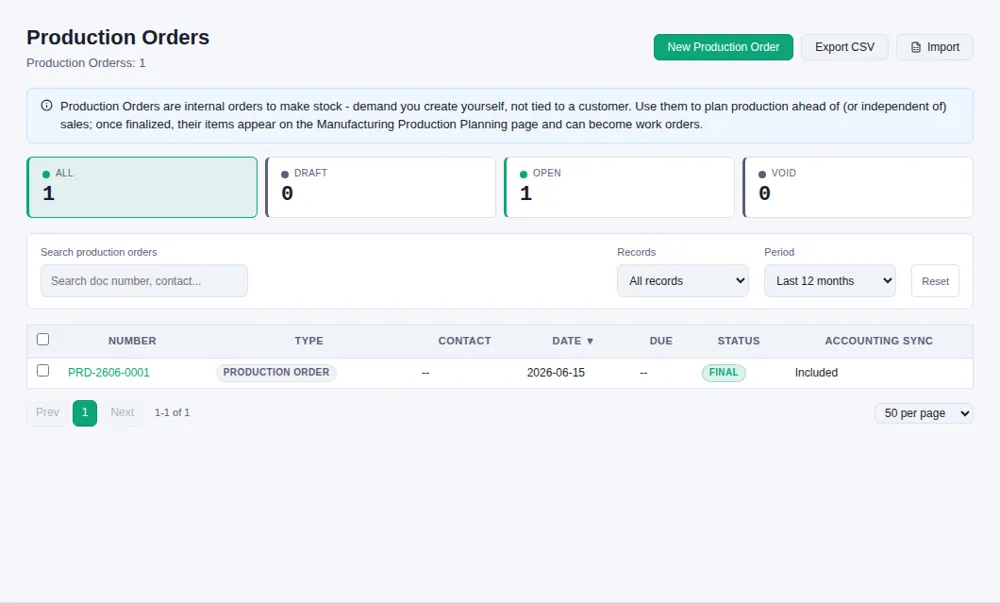 Production Orders
Production Orderss: 1
New Production Order
Export CSV
Import
Production Orders are internal orders to make stock - demand you create yourself, not tied to a customer. Use them to plan production ahead of (or independent of)
sales; once finalized, their items appear on the Manufacturing Production Planning page and can become work orders.
ALL
1
DRAFT
0
OPEN
1
VOID
0
Search production orders
Search doc number, contact...
Records
All records
Period
Last 12 months
Reset
NUMBER TYPE CONTACT DATE ▼ DUE STATUS ACCOUNTING SYNC
PRD-2606-0001 PRODUCTION ORDER -- 2026-06-15 -- FINAL Included
Prev 1 Next 1-1 of 1
50 per page